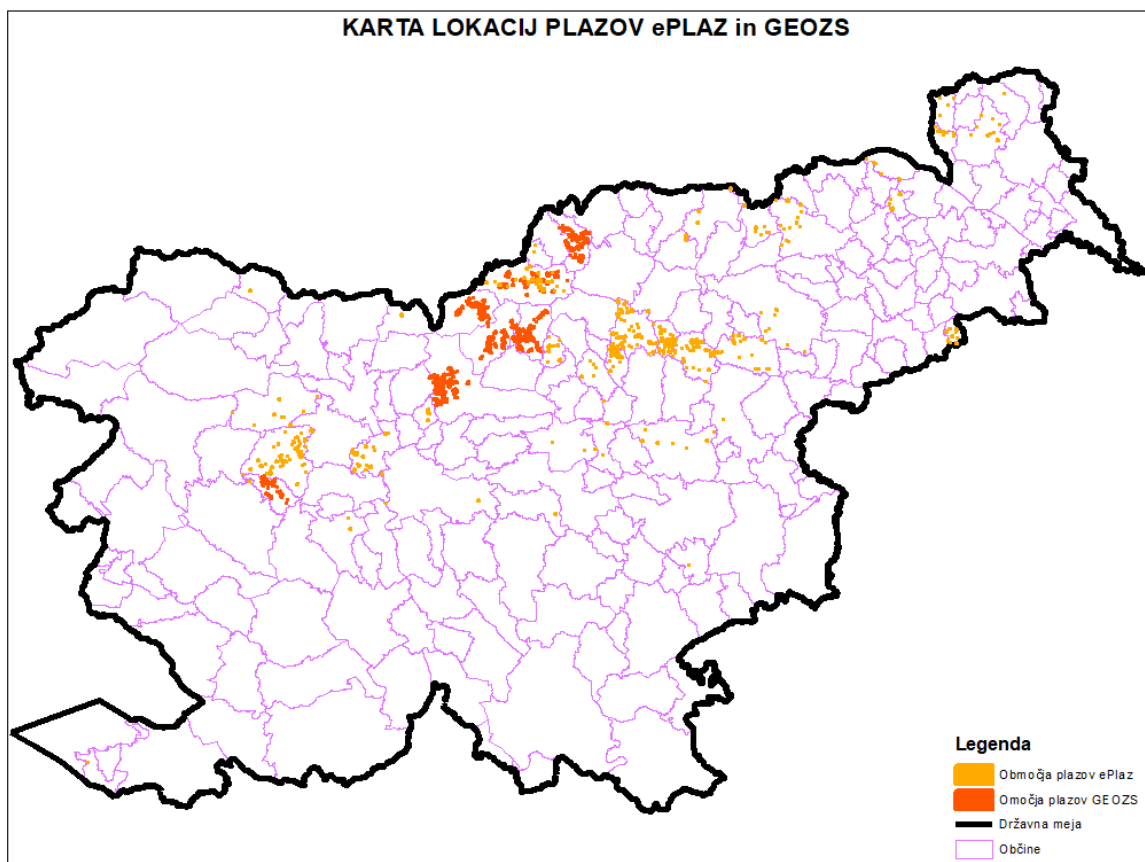 KARTA LOKACIJ PLAZOV ePLAZ in GEOZS
Legenda
Območja plazov ePlaz
Omočja plazov GEOZS
Državna meja
Občine